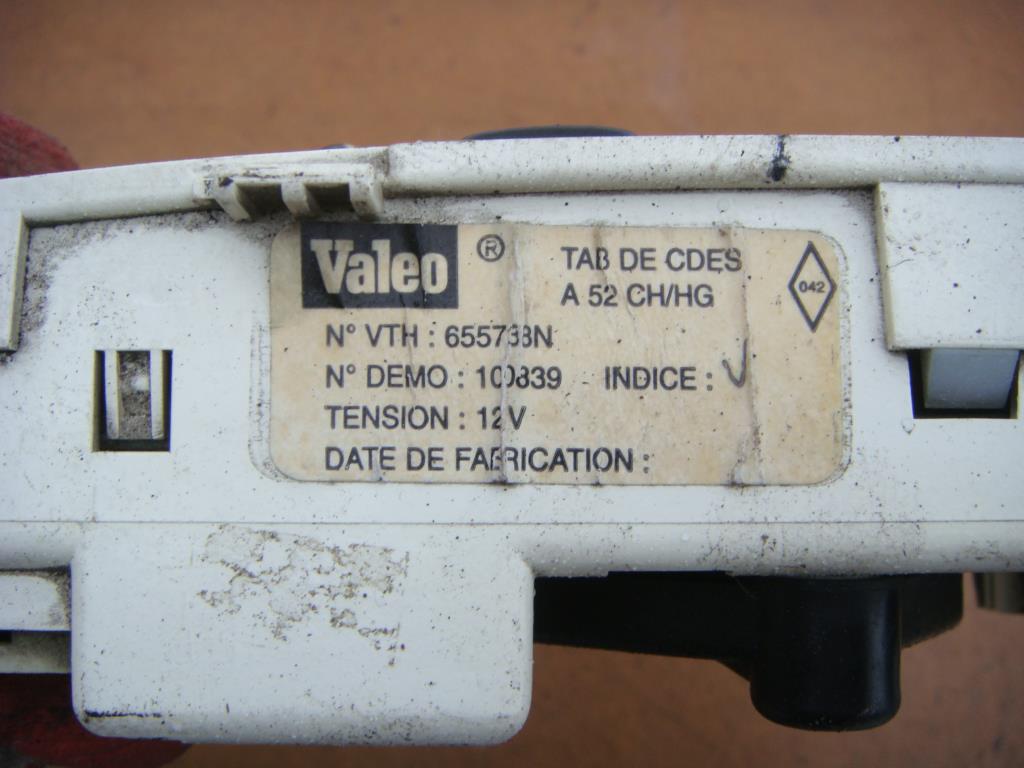 Valeo ® TAB DE CDES
A 52 CH/HG
042
N° VTH : 655738N
N° DEMO : 100839 INDICE :
TENSION : 12V
DATE DE FABRICATION :